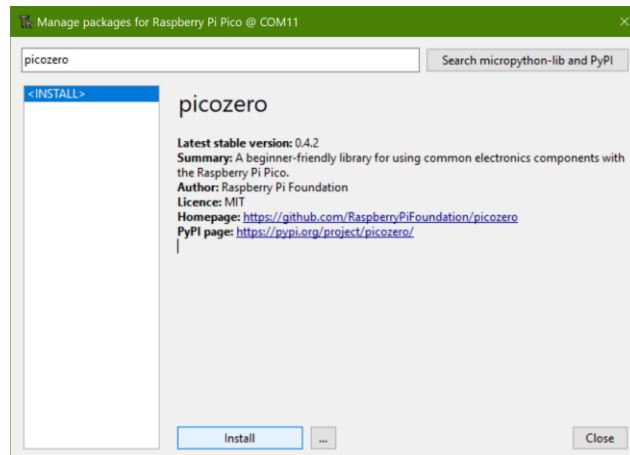 Manage packages for Raspberry Pi Pico @ COM11
picozero
Search micropython-lib and PyPI
<INSTALL>
picozero
Latest stable version: 0.4.2
Summary: A beginner-friendly library for using common electronics components with
the Raspberry Pi Pico.
Author: Raspberry Pi Foundation
Licence: MIT
Homepage: https://github.com/RaspberryPiFoundation/picozero
PyPI page: https://pypi.org/project/picozero/
Install
...
Close